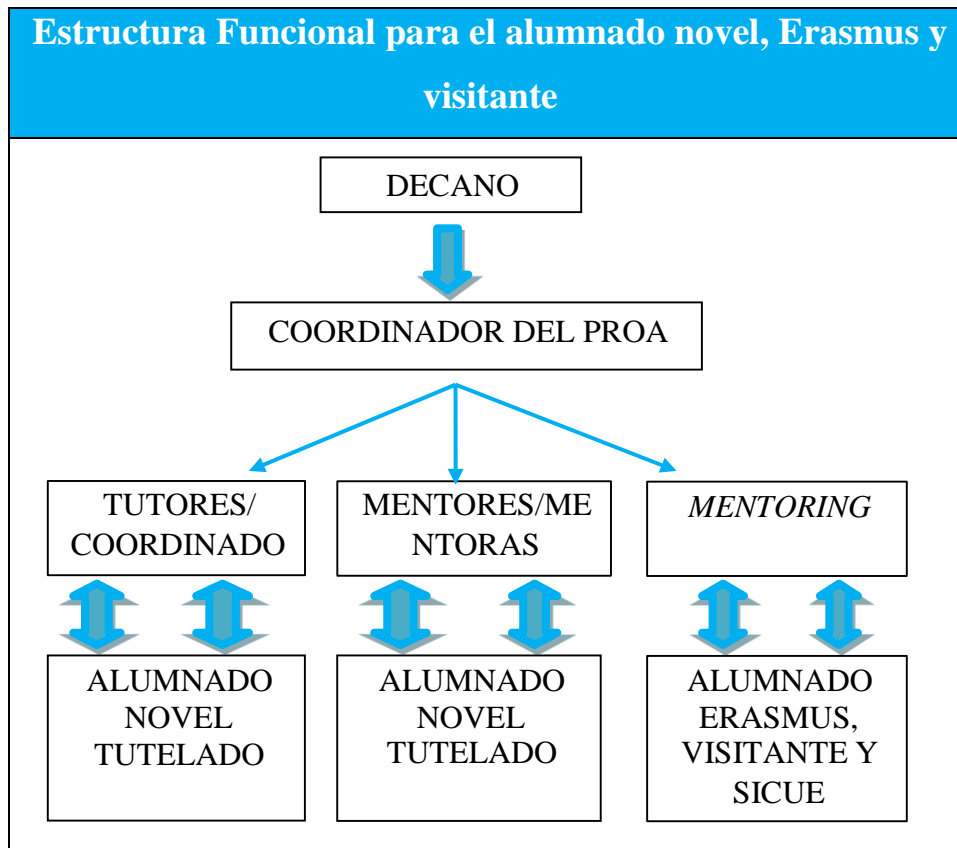 Estructura Funcional para el alumnado novel, Erasmus y
visitante
DECANO
COORDINADOR DEL PROA
TUTORES/
COORDINADO
MENTORES/ME
NTORAS
MENTORING
ALUMNADO
NOVEL
TUTELADO
ALUMNADO
NOVEL
TUTELADO
ALUMNADO
ERASMUS,
VISITANTE Y
SICUE